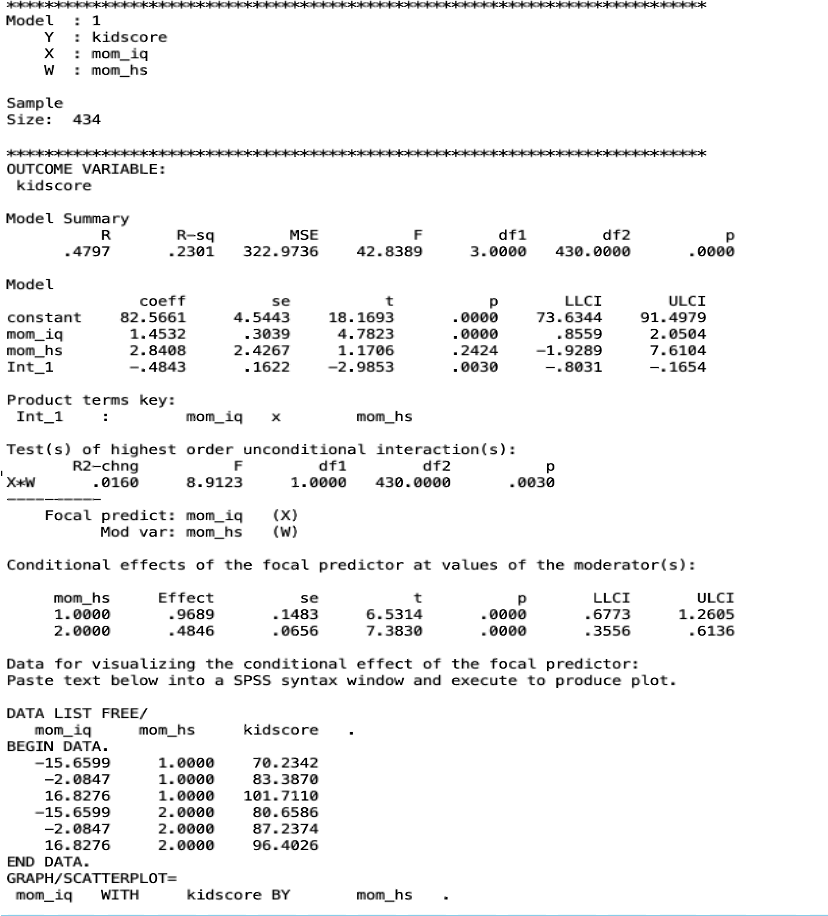 **************************************************************************
Model  : 1
    Y  : kidscore
    X  : mom_iq
    W  : mom_hs
Sample
Size:  434
**************************************************************************
OUTCOME VARIABLE:
 kidscore
Model Summary
          R       R-sq        MSE          F        df1        df2          p
      .4797      .2301   322.9736    42.8389     3.0000   430.0000      .0000
Model
              coeff         se          t          p       LLCI       ULCI
constant    82.5661     4.5443    18.1693      .0000    73.6344    91.4979
mom_iq       1.4532      .3039     4.7823      .0000      .8559     2.0504
mom_hs       2.8408     2.4267     1.1706      .2424    -1.9289     7.6104
Int_1        -.4843      .1622    -2.9853      .0030     -.8031     -.1654
Product terms key:
 Int_1    :        mom_iq   x        mom_hs
Test(s) of highest order unconditional interaction(s):
       R2-chng          F        df1        df2          p
X*W      .0160     8.9123     1.0000   430.0000      .0030
----------
    Focal predict: mom_iq   (X)
          Mod var: mom_hs   (W)
Conditional effects of the focal predictor at values of the moderator(s):
     mom_hs     Effect         se          t          p       LLCI       ULCI
     1.0000      .9689      .1483     6.5314      .0000      .6773     1.2605
     2.0000      .4846      .0656     7.3830      .0000      .3556      .6136
Data for visualizing the conditional effect of the focal predictor:
Paste text below into a SPSS syntax window and execute to produce plot.
DATA LIST FREE/
   mom_iq     mom_hs     kidscore   .
BEGIN DATA.
   -15.6599     1.0000    70.2342
    -2.0847     1.0000    83.3870
    16.8276     1.0000   101.7110
   -15.6599     2.0000    80.6586
    -2.0847     2.0000    87.2374
    16.8276     2.0000    96.4026
END DATA.
GRAPH/SCATTERPLOT=
 mom_iq   WITH     kidscore BY       mom_hs   .